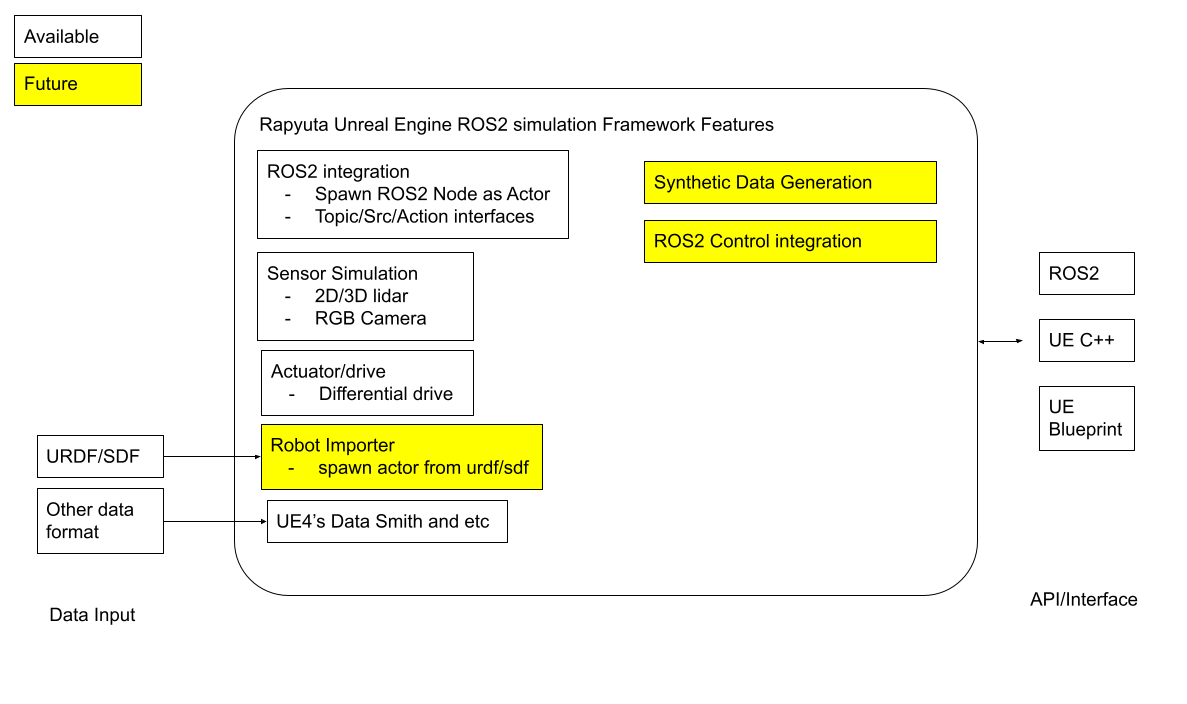 Available
Future
Rapyuta Unreal Engine ROS2 simulation Framework Features
ROS2 integration
- Spawn ROS2 Node as Actor
- Topic/Src/Action interfaces
Sensor Simulation
- 2D/3D lidar
- RGB Camera
Actuator/drive
- Differential drive
Robot Importer
- spawn actor from urdf/sdf
UE4's Data Smith and etc
Synthetic Data Generation
ROS2 Control integration
URDF/SDF
Other data
format
Data Input
ROS2
UE C++
UE
Blueprint
API/Interface